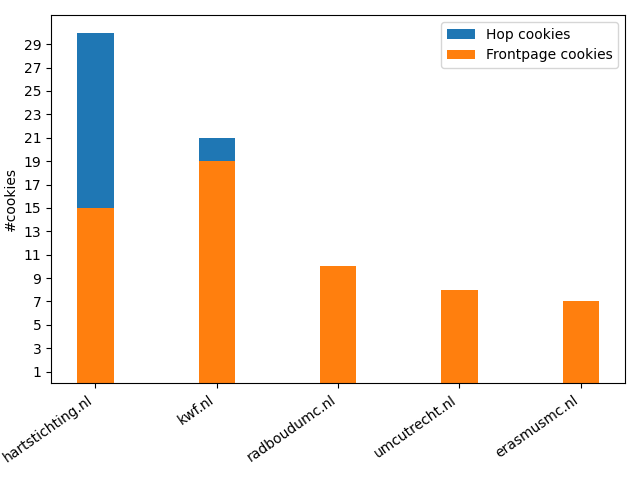 Hop cookies
Frontpage cookies
#cookies
29
27
25
23
21
19
17
15
13
11
9
7
5
3
1
hartstichting.nl
kwf.nl
radboudumc.nl
umcutrecht.nl
erasmusmc.nl